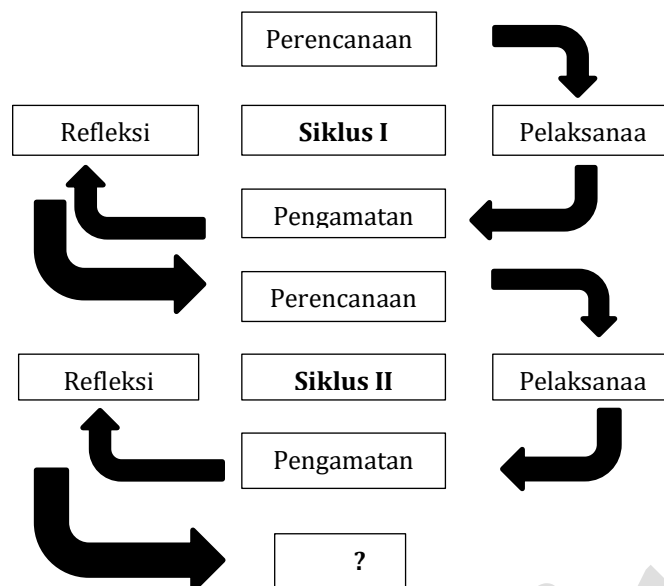 Perencanaan
Refleksi
Siklus I
Pelaksanaa
Pengamatan
Perencanaan
Refleksi
Siklus II
Pelaksanaa
Pengamatan
?